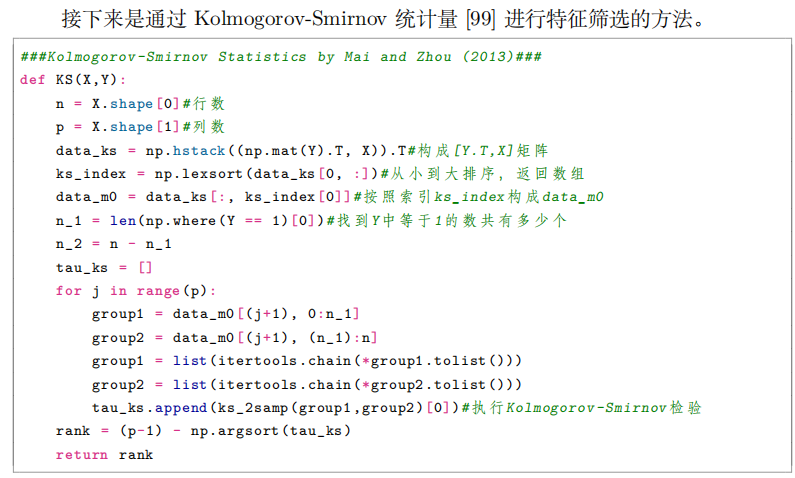 接下来是通过 Kolmogorov-Smirnov 统计量 [99] 进行特征筛选的方法。
###Kolmogorov-Smirnov Statistics by Mai and Zhou (2013)###
def KS(X,Y):
    n = X.shape[0]#行数
    p = X.shape[1]#列数
    data_ks = np.hstack((np.mat(Y).T, X)).T#构成[Y.T,X]矩阵
    ks_index = np.lexsort(data_ks[0, :])#从小到大排序，返回数组
    data_m0 = data_ks[:, ks_index[0]]#按照索引ks_index构成data_m0
    n_1 = len(np.where(Y == 1)[0])#找到Y中等于1的数共有多少个
    n_2 = n - n_1
    tau_ks = []
    for j in range(p):
        group1 = data_m0[(j+1), 0:n_1]
        group2 = data_m0[(j+1), (n_1):n]
        group1 = list(itertools.chain(*group1.tolist()))
        group2 = list(itertools.chain(*group2.tolist()))
        tau_ks.append(ks_2samp(group1,group2)[0])#执行Kolmogorov-Smirnov检验
    rank = (p-1) - np.argsort(tau_ks)
    return rank